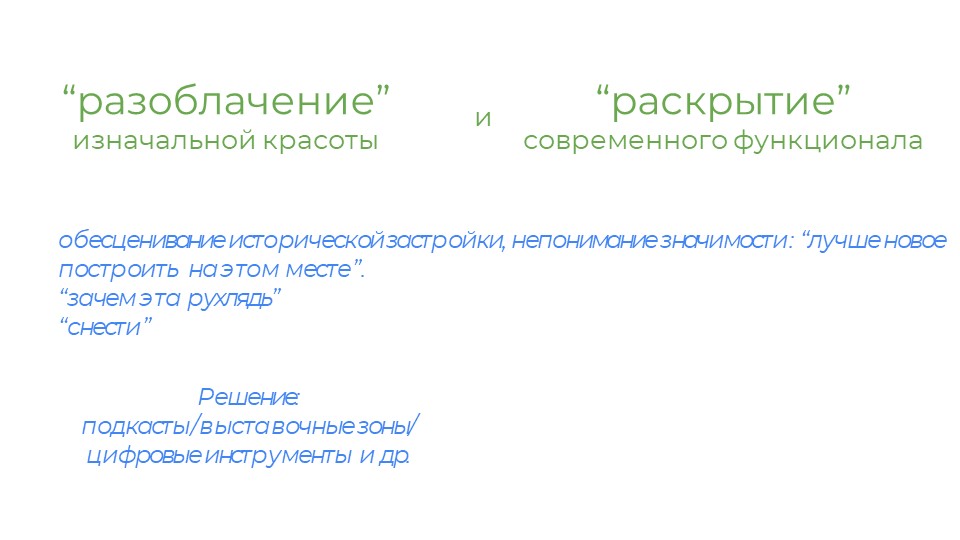 “разоблачение”
изначальной красоты
и
“раскрытие”
современного функционала
обесценивание исторической застройки, непонимание значимости: “лучше новое
построить на этом месте”.
“зачем эта рухлядь”
“снести”
Решение:
подкасты/выставочные зоны/
цифровые инструменты и др.